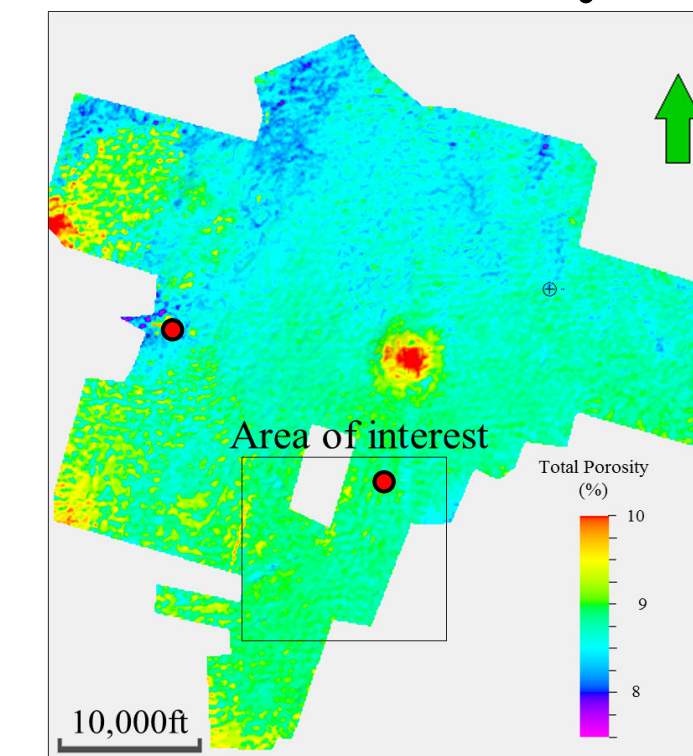 Area of interest
Total Porosity
(%)
10
9
8
10,000ft